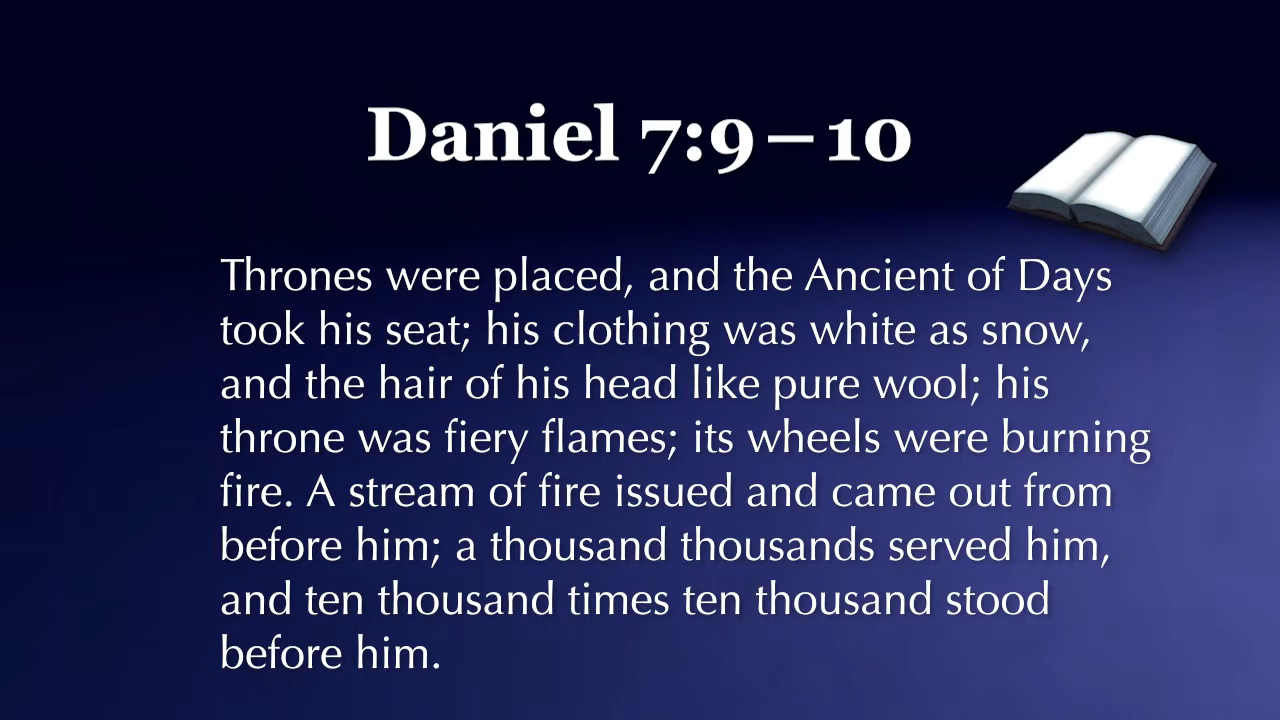 Daniel 7:9–10
Thrones were placed, and the Ancient of Days
took his seat; his clothing was white as snow,
and the hair of his head like pure wool; his
throne was fiery flames; its wheels were burning
fire. A stream of fire issued and came out from
before him; a thousand thousands served him,
and ten thousand times ten thousand stood
before him.